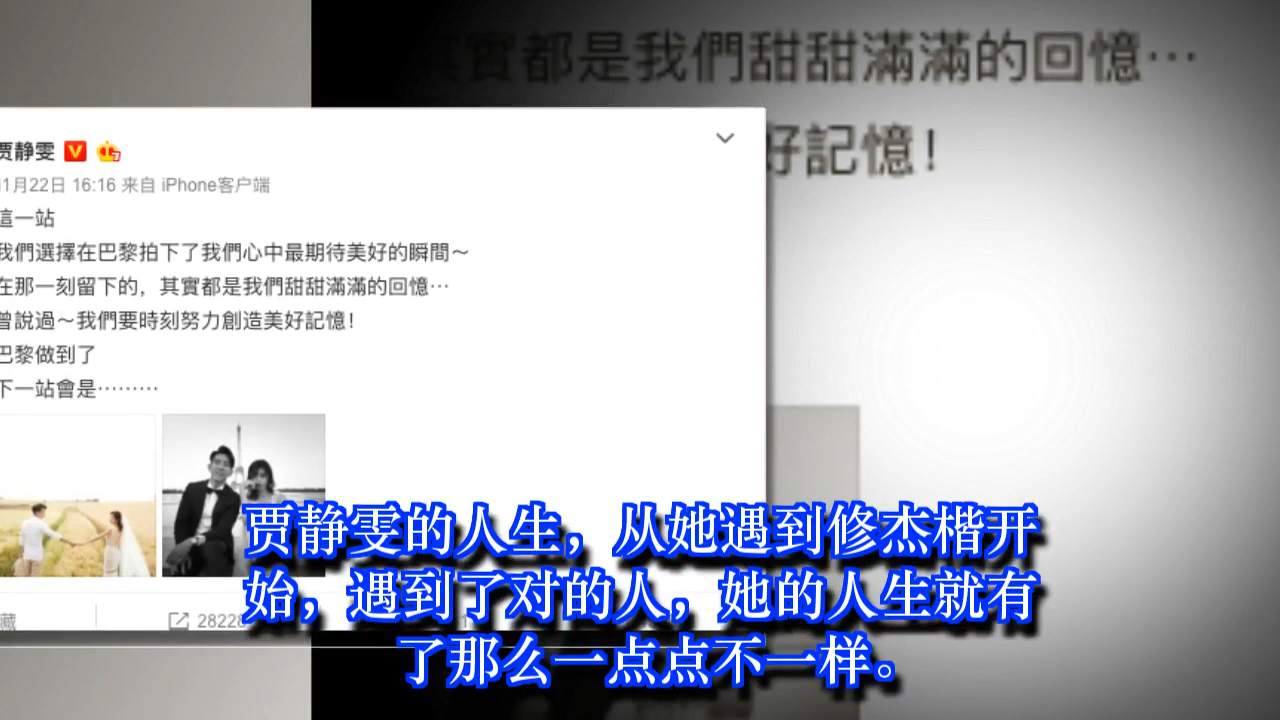 其實都是我們甜甜滿滿的回憶…
好記憶！
贾静雯
11月22日 16:16 来自 iPhone客户端
這一站
我們選擇在巴黎拍下了我們心中最期待美好的瞬間～
在那一刻留下的，其實都是我們甜甜滿滿的回憶…
曾說過～我們要時刻努力創造美好記憶！
巴黎做到了
下一站會是………
藏
28228
贾静雯的人生，从她遇到修杰楷开
始，遇到了对的人，她的人生就有
了那么一点点不一样。